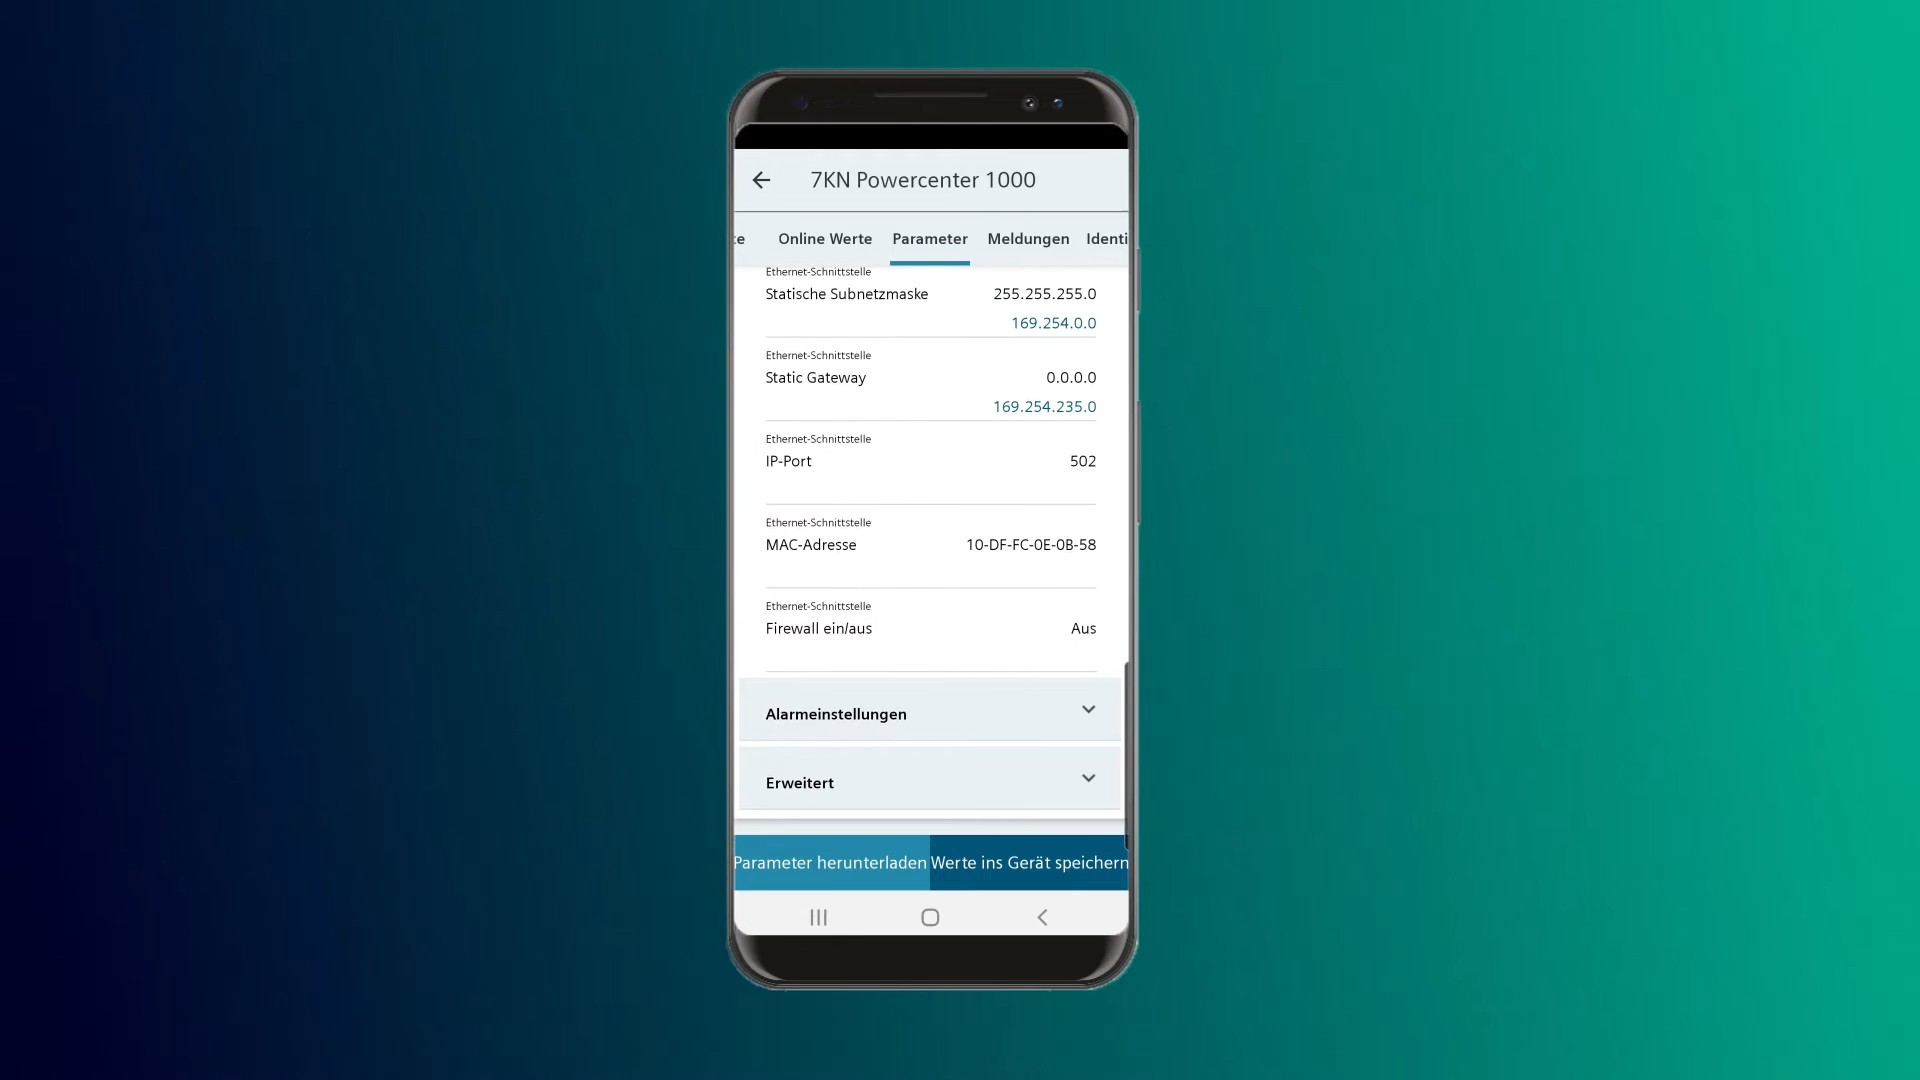 7KN Powercenter 1000
te Online Werte Parameter Meldungen Identi
Ethernet-Schnittstelle
Statische Subnetzmaske 255.255.255.0
169.254.0.0
Ethernet-Schnittstelle
Static Gateway 0.0.0.0
169.254.235.0
Ethernet-Schnittstelle
IP-Port 502
Ethernet-Schnittstelle
MAC-Adresse 10-DF-FC-0E-0B-58
Ethernet-Schnittstelle
Firewall ein/aus Aus
Alarmeinstellungen
Erweitert
Parameter herunterladen Werte ins Gerät speichern